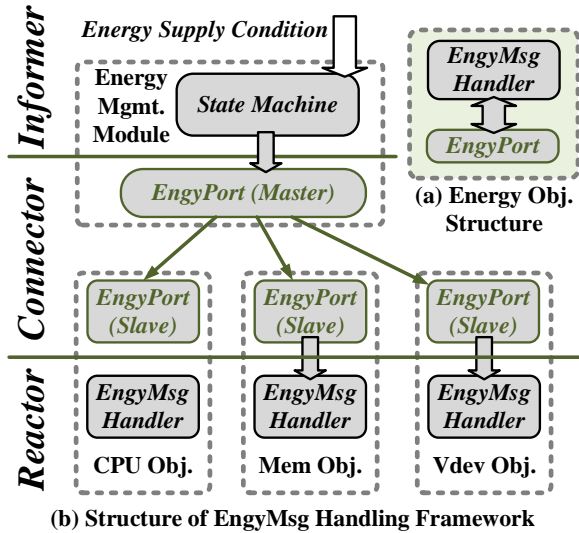 Energy Supply Condition
Informer
Energy
Mgmt.
Module
State Machine
EngyMsg
Handler
EngyPort
(a) Energy Obj.
Structure
Connector
EngyPort (Master)
EngyPort
(Slave)
EngyPort
(Slave)
EngyPort
(Slave)
Reactor
EngyMsg
Handler
CPU Obj.
EngyMsg
Handler
Mem Obj.
EngyMsg
Handler
Vdev Obj.
(b) Structure of EngyMsg Handling Framework